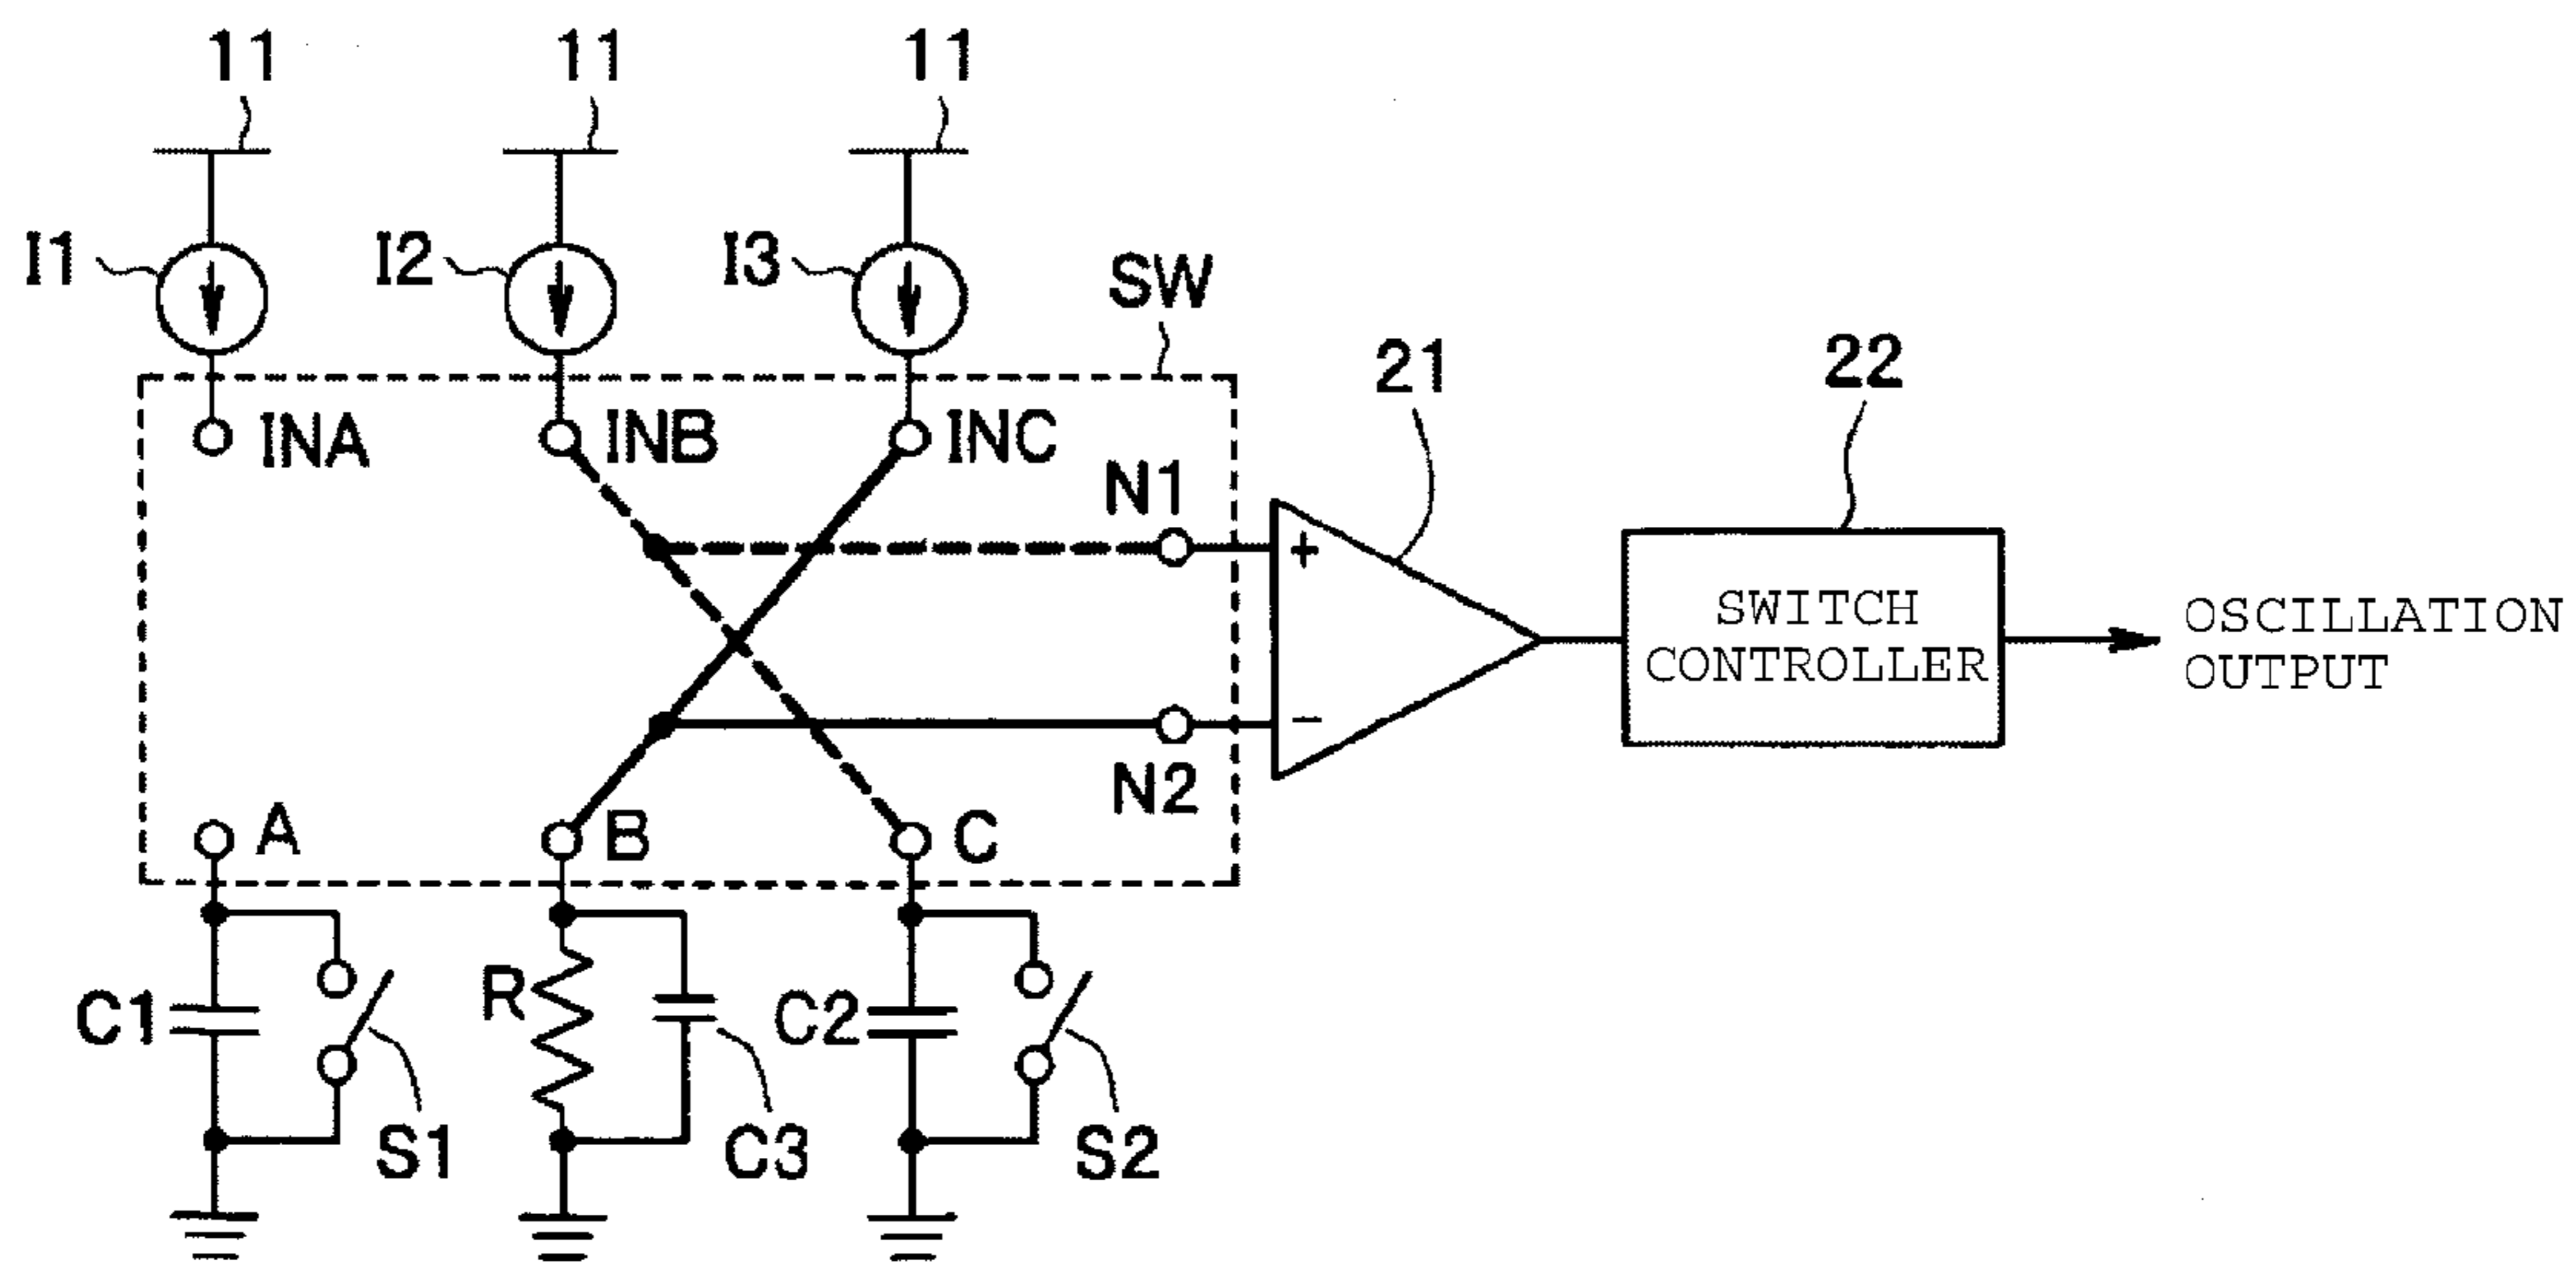 11 11 11
I1 I2 I3 SW
21 22
INA INB INC
N1
+
SWITCH
CONTROLLER
OSCILLATION
OUTPUT
−
N2
A B C
C1 R C2
S1 C3 S2